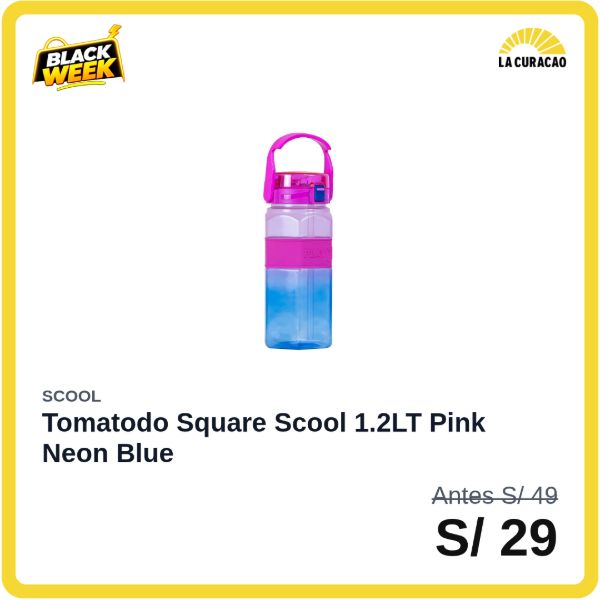 BLACK
WEEK
LA CURACAO
SCOOL
Tomatodo Square Scool 1.2LT Pink
Neon Blue
Antes S/ 49
S/ 29